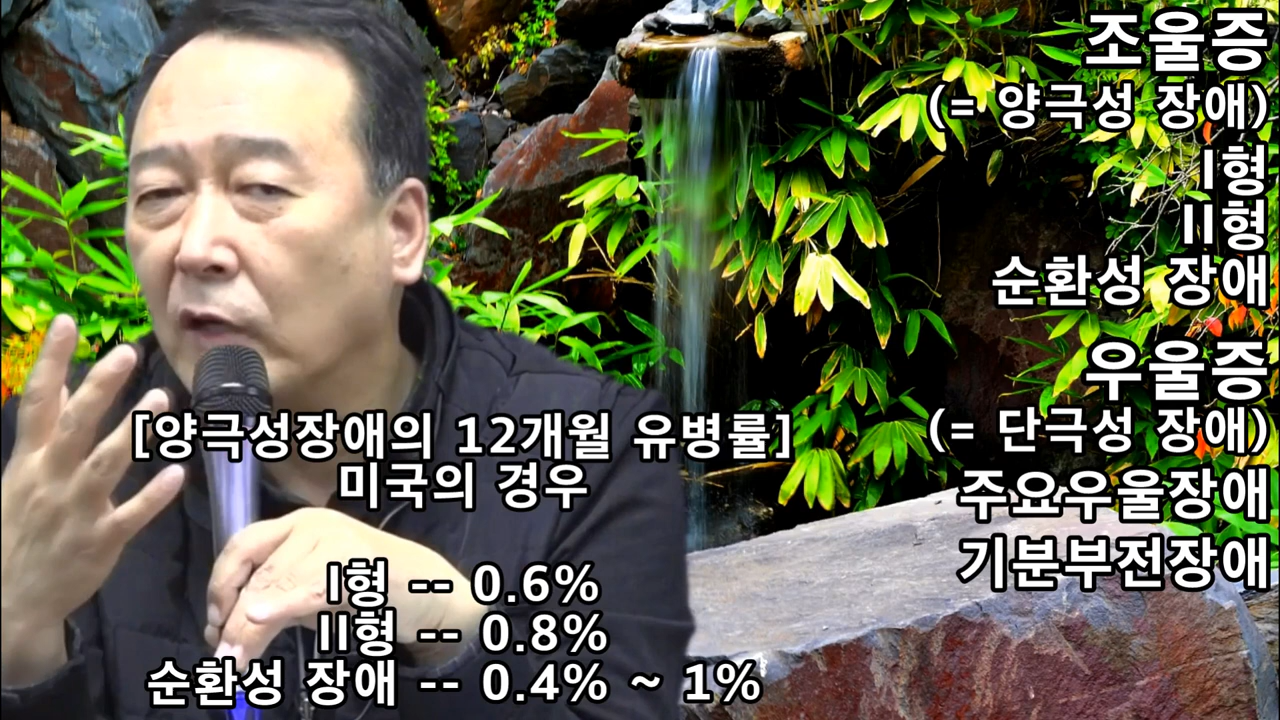 조울증
(= 양극성 장애)
I형
II형
순환성 장애
우울증
(= 단극성 장애)
주요우울장애
기분부전장애
[양극성장애의 12개월 유병률]
미국의 경우
I형 -- 0.6%
II형 -- 0.8%
순환성 장애 -- 0.4% ~ 1%